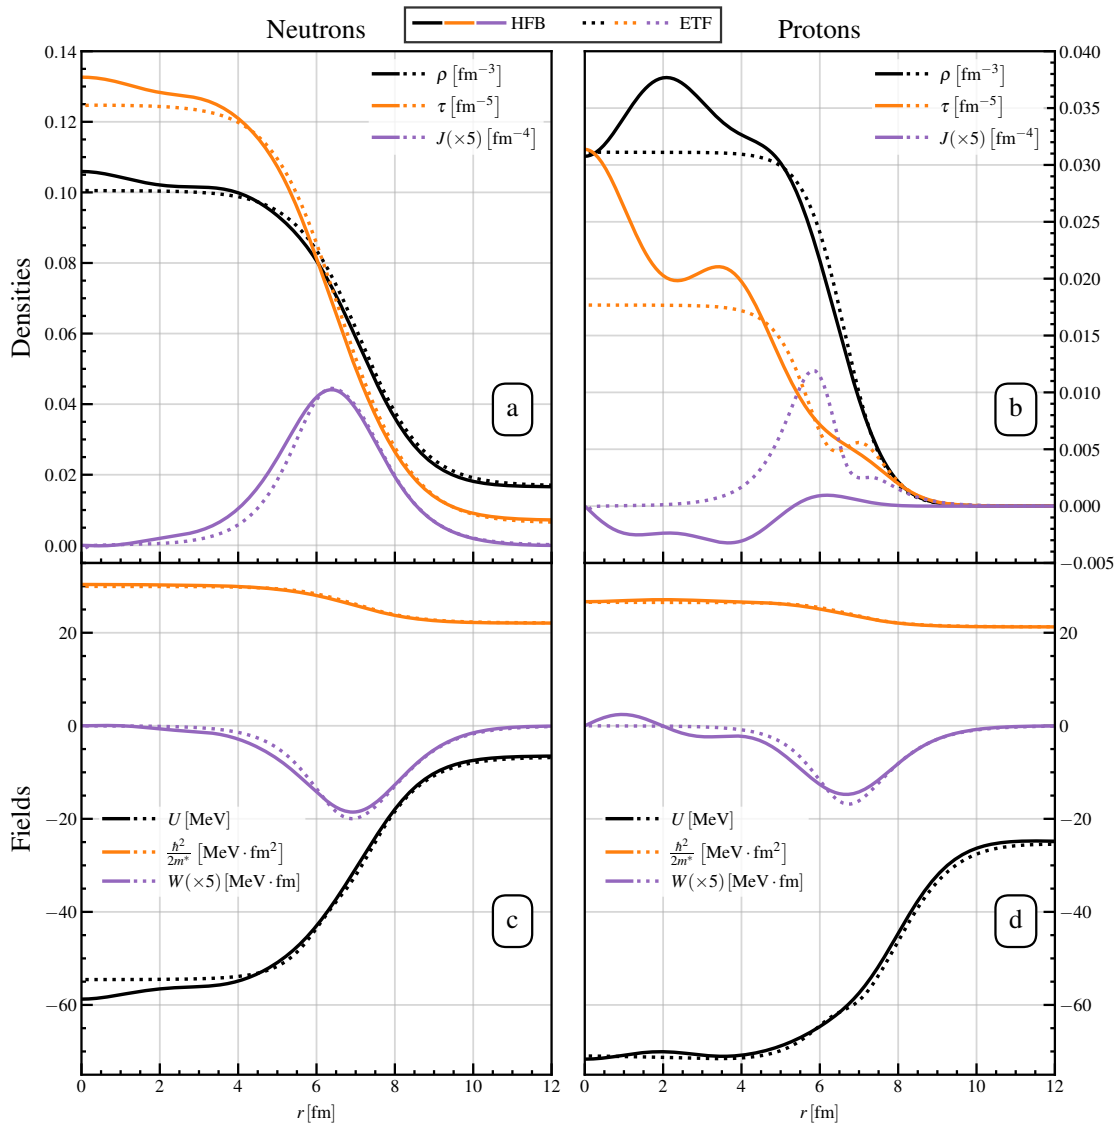 Neutrons
HFB
ETF
Protons
Densities
0.14
0.12
0.10
0.08
0.06
0.04
0.02
0.00
ρ [fm⁻³]
τ [fm⁻⁵]
J(×5) [fm⁻⁴]
a
ρ [fm⁻³]
τ [fm⁻⁵]
J(×5) [fm⁻⁴]
b
0.040
0.035
0.030
0.025
0.020
0.015
0.010
0.005
0.000
−0.005
Fields
20
0
−20
−40
−60
U [MeV]
ħ²/2m* [MeV·fm²]
W(×5) [MeV·fm]
c
U [MeV]
ħ²/2m* [MeV·fm²]
W(×5) [MeV·fm]
d
20
0
−20
−40
−60
0 2 4 6 8 10 12
r [fm]
0 2 4 6 8 10 12
r [fm]